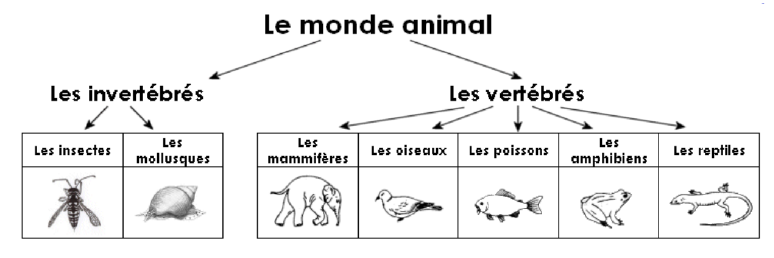 Le monde animal
Les invertébrés
Les vertébrés
Les insectes
Les
mollusques
Les
mammifères
Les oiseaux
Les poissons
Les
amphibiens
Les reptiles